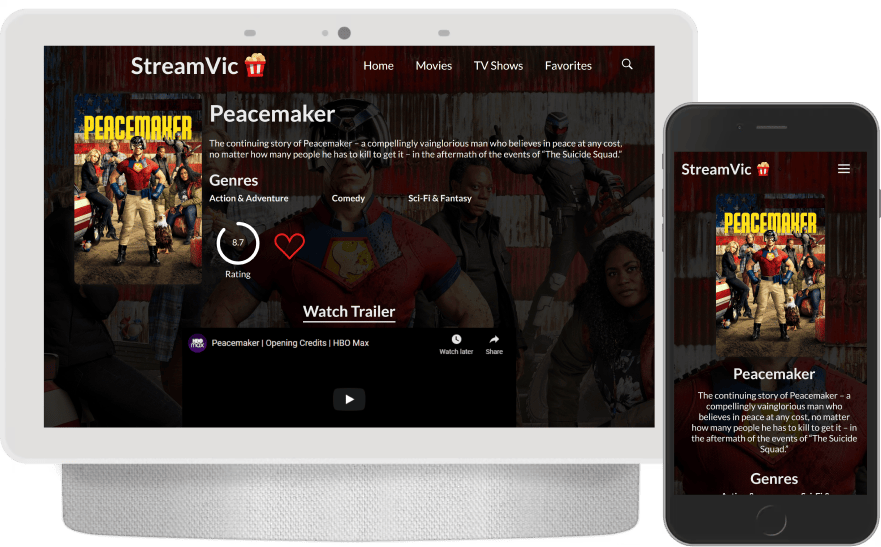 StreamVic
Home Movies TV Shows Favorites
PEACEMAKER
Peacemaker
The continuing story of Peacemaker – a compellingly vainglorious man who believes in peace at any cost,
no matter how many people he has to kill to get it – in the aftermath of the events of “The Suicide Squad.”
Genres
Action & Adventure Comedy Sci-Fi & Fantasy
8.7
Rating
Watch Trailer
HBO
max
Peacemaker | Opening Credits | HBO Max
Watch later
Share
StreamVic
PEACEMAKER
Peacemaker
The continuing story of Peacemaker – a
compellingly vainglorious man who
believes in peace at any cost, no matter
how many people he has to kill to get it – in
the aftermath of the events of “The Suicide
Squad.”
Genres